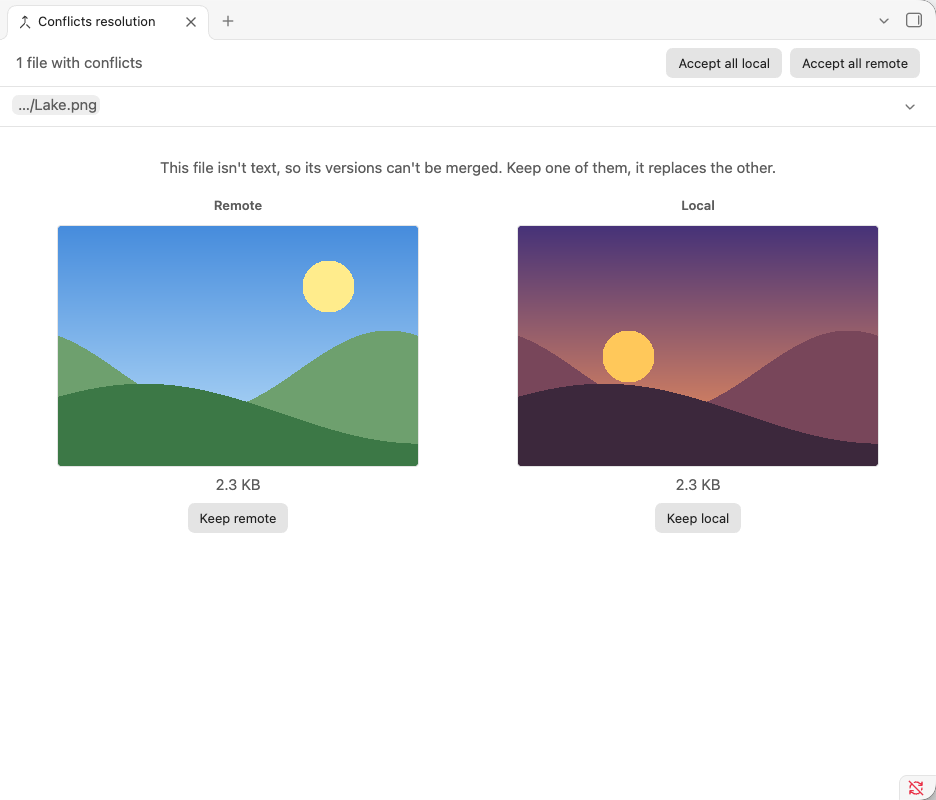 Conflicts resolution
1 file with conflicts
Accept all local
Accept all remote
.../Lake.png
This file isn't text, so its versions can't be merged. Keep one of them, it replaces the other.
Remote
Local
2.3 KB
2.3 KB
Keep remote
Keep local